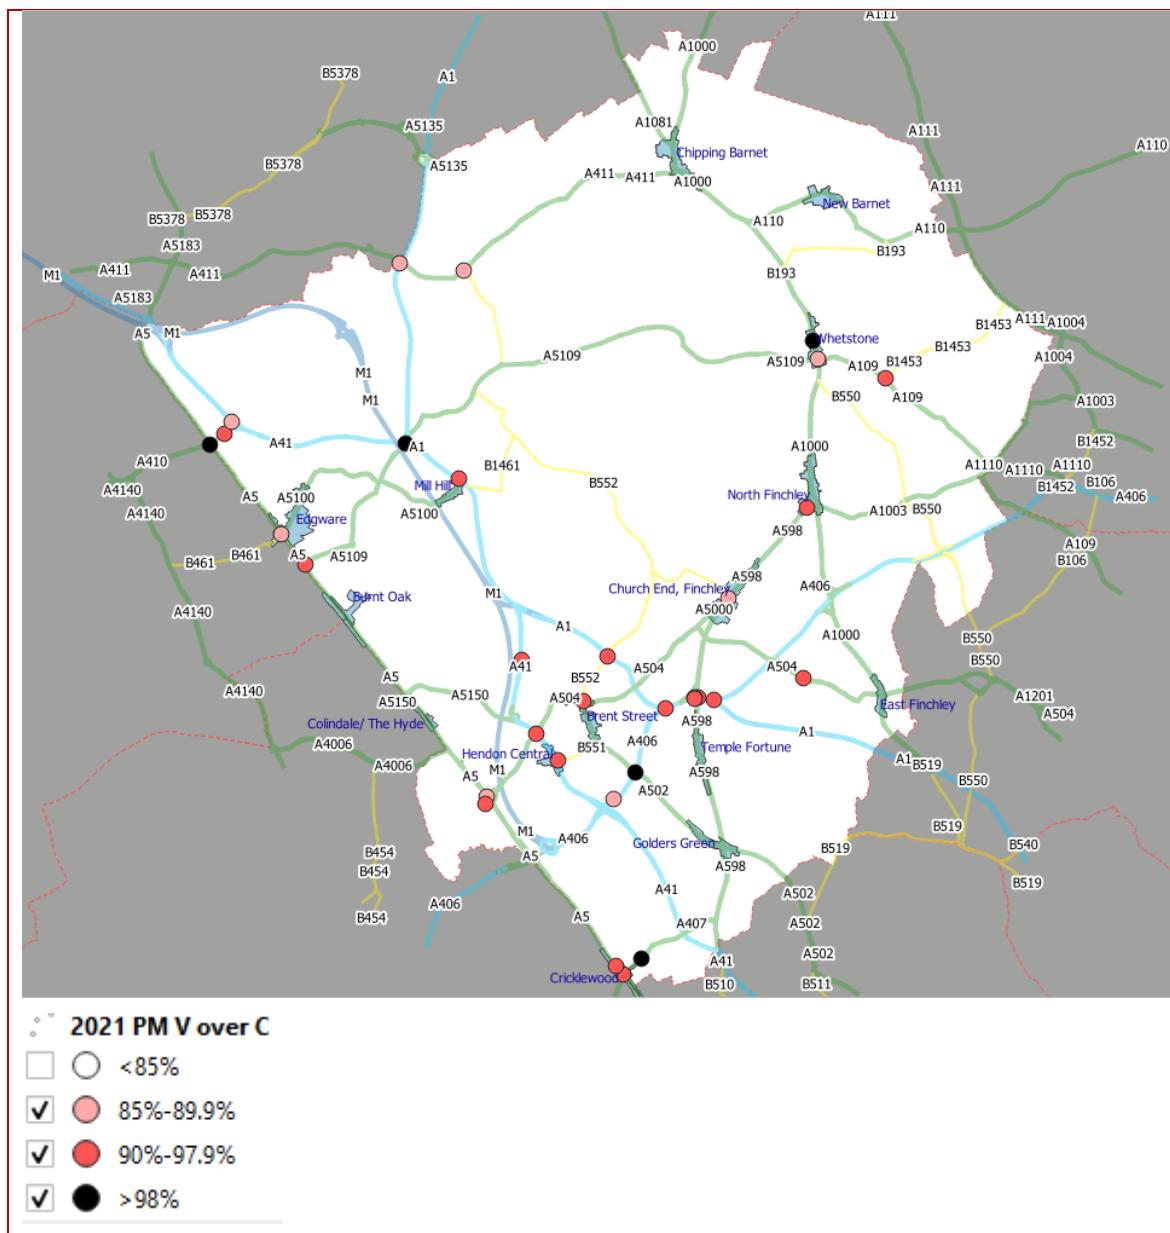 A111
A1000
B5378
A1
A1081
A5135
A111
A110
Chipping Barnet
B5378
A5135
A411
A411
A1000
A111
New Barnet
B5378
B5378
A110
A110
A5183
B193
M1
A411
A411
B193
A5183
A5
M1
B1453
A111
A1004
Whetstone
B1453
A5109
A5109
A109
B1453
A1004
M1
B550
A109
M1
A1003
A41
A1
A1000
B1452
A410
B1461
A1110
A1110
A1110
Mill Hill
B552
A4140
B1452
B106
A5
A5100
North Finchley
A406
A4140
A5100
A1003
B550
Edgware
A598
A109
B461
A5
A5109
B106
B461
A598
Church End, Finchley
A406
M1
Burnt Oak
A5000
A4140
A1
A1000
B550
A41
A504
A504
B550
A5
B552
A4140
A5150
A5150
A504
A1201
East Finchley
Brent Street
A504
Colindale/ The Hyde
A598
A1
A4006
A406
B551
Temple Fortune
Hendon Central
A1
B519
A4006
M1
A598
A5
A502
B550
M1
A406
B519
Golders Green
B540
B454
A5
B519
A598
B454
B519
A41
A502
A406
B454
A5
A407
A502
A502
A41
Cricklewood
B510
B511
2021 PM V over C
<85%
85%-89.9%
90%-97.9%
>98%